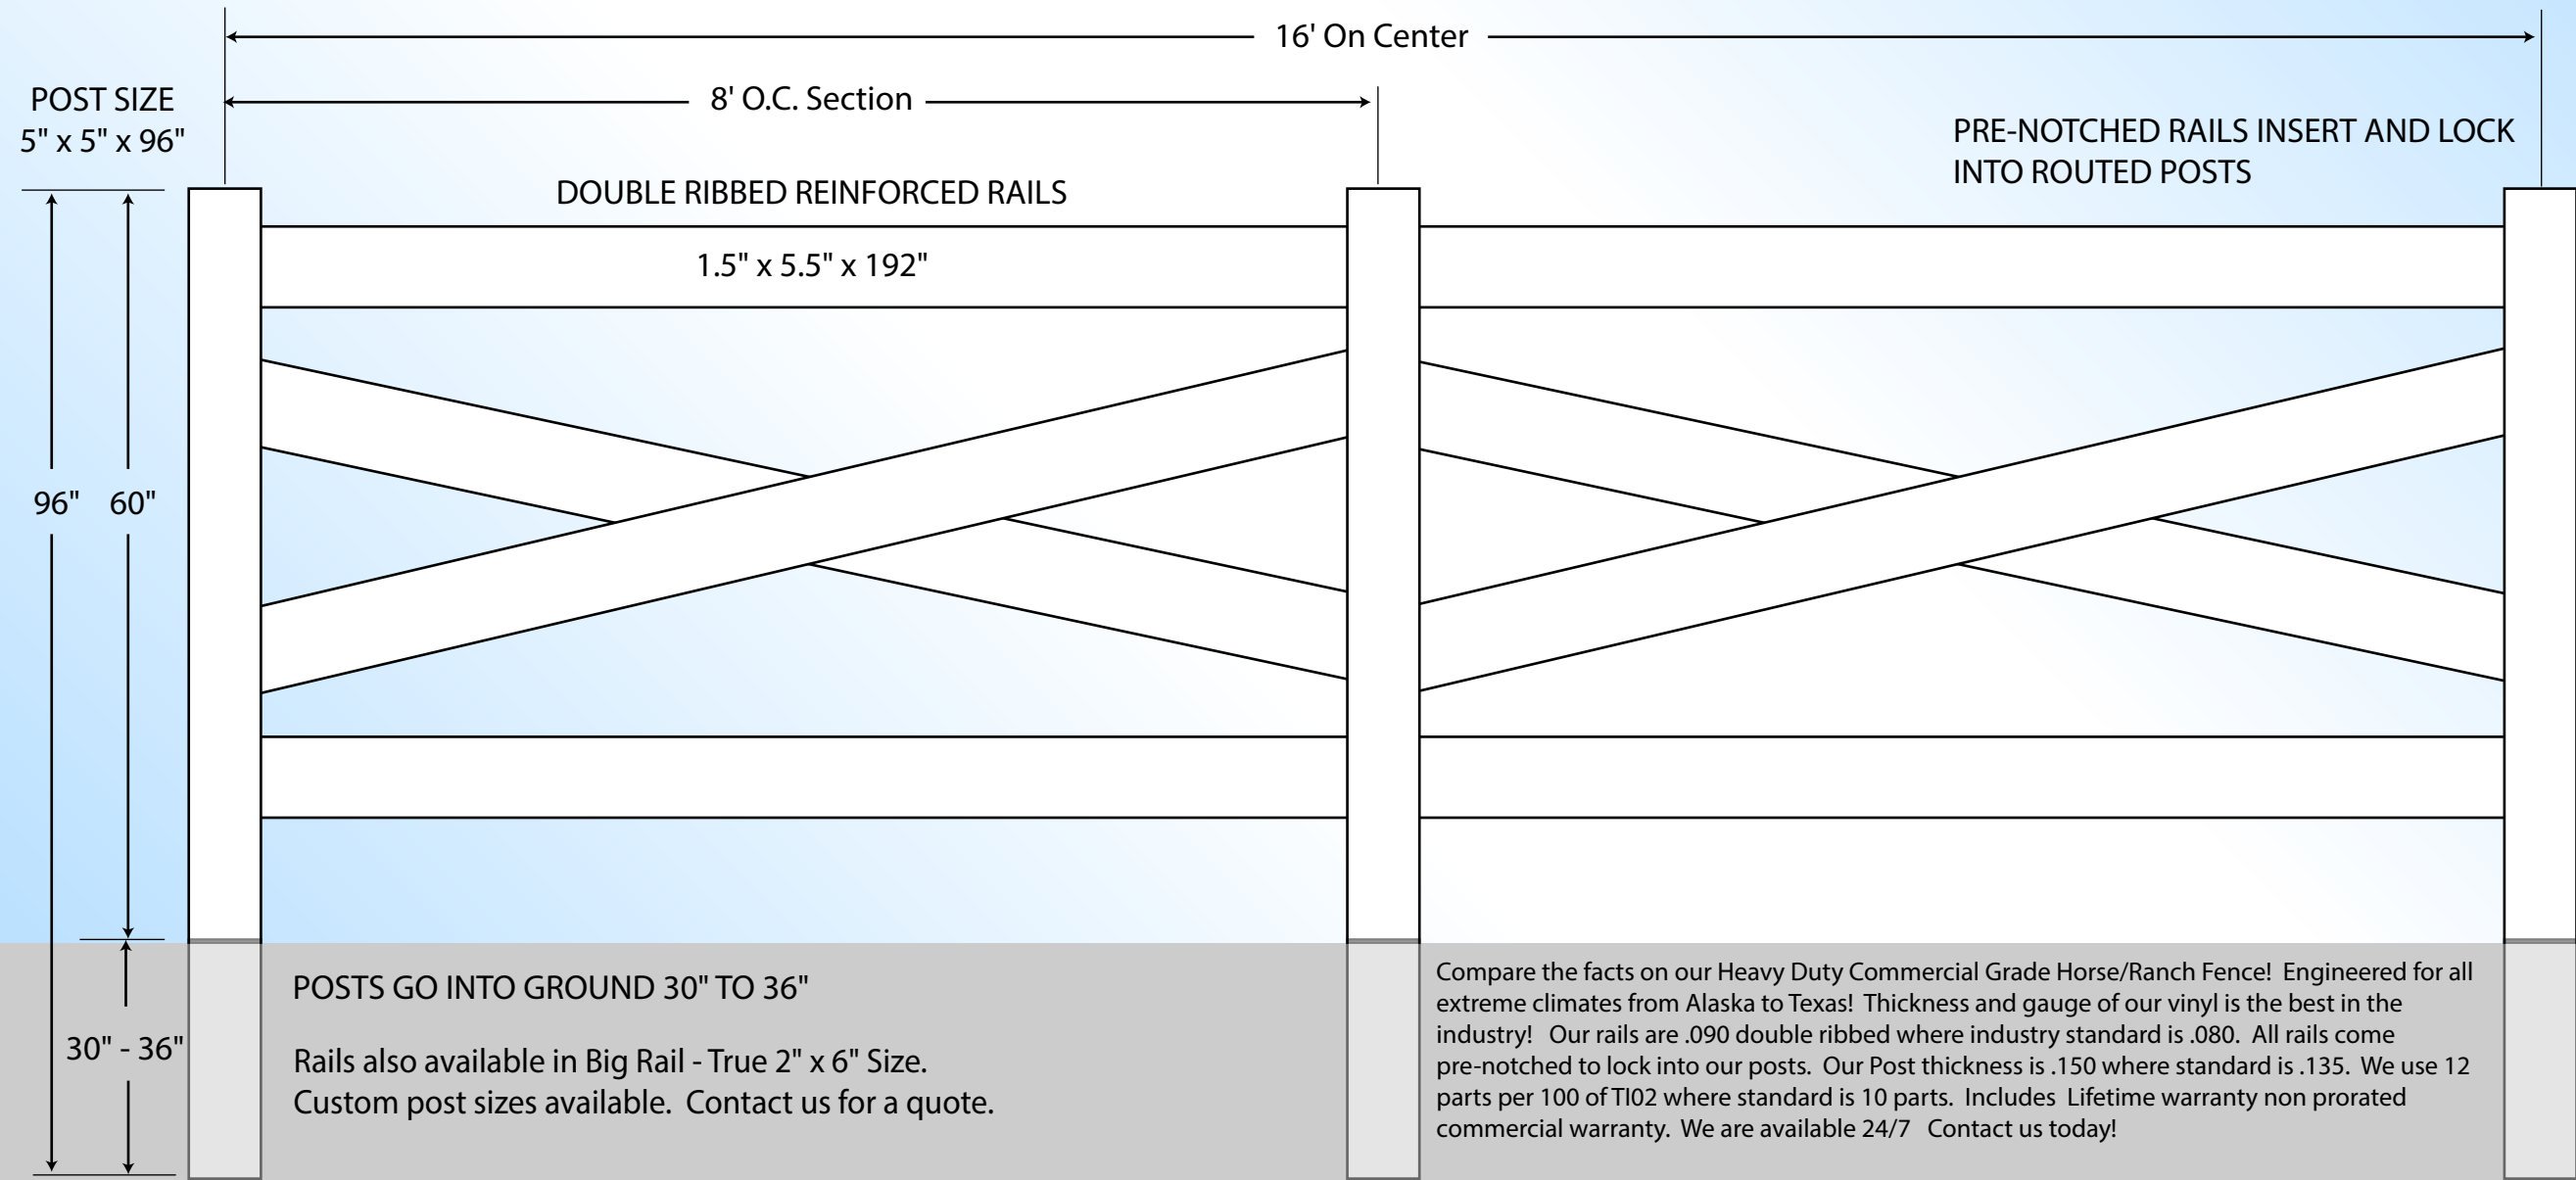 16' On Center
8' O.C. Section
POST SIZE
5" x 5" x 96"
PRE-NOTCHED RAILS INSERT AND LOCK
INTO ROUTED POSTS
DOUBLE RIBBED REINFORCED RAILS
1.5" x 5.5" x 192"
96"
60"
30" - 36"
POSTS GO INTO GROUND 30" TO 36"
Rails also available in Big Rail - True 2" x 6" Size.
Custom post sizes available. Contact us for a quote.
Compare the facts on our Heavy Duty Commercial Grade Horse/Ranch Fence! Engineered for all
extreme climates from Alaska to Texas! Thickness and gauge of our vinyl is the best in the
industry! Our rails are .090 double ribbed where industry standard is .080. All rails come
pre-notched to lock into our posts. Our Post thickness is .150 where standard is .135. We use 12
parts per 100 of TI02 where standard is 10 parts. Includes Lifetime warranty non prorated
commercial warranty. We are available 24/7 Contact us today!